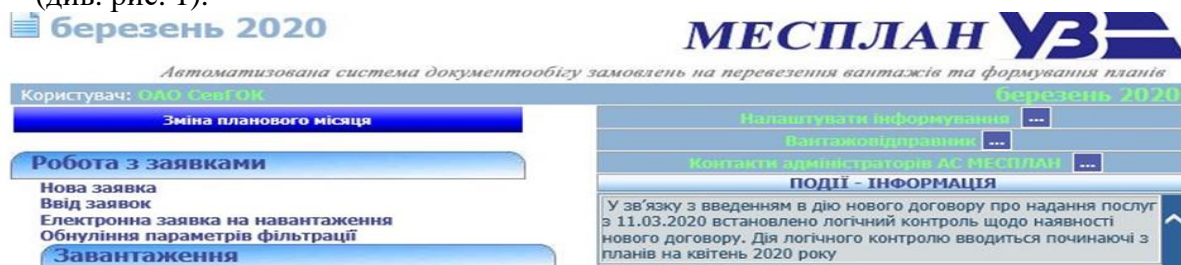 (див. рис. 1).
березень 2020
МЕСПЛАН УЗ
Автоматизована система документообігу замовлень на перевезення вантажів та формування планів
Користувач: ОАО СевГОК
березень 2020
Зміна планового місяця
Робота з заявками
Нова заявка
Ввід заявок
Електронна заявка на навантаження
Обнуління параметрів фільтрації
Завантаження
Налаштувати інформування ...
Вантажовідправник ...
Контакти адміністраторів АС МЕСПЛАН ...
ПОДІЇ - ІНФОРМАЦІЯ
У зв'язку з введенням в дію нового договору про надання послуг
з 11.03.2020 встановлено логічний контроль щодо наявності
нового договору. Дія логічного контролю вводиться починаючі з
планів на квітень 2020 року